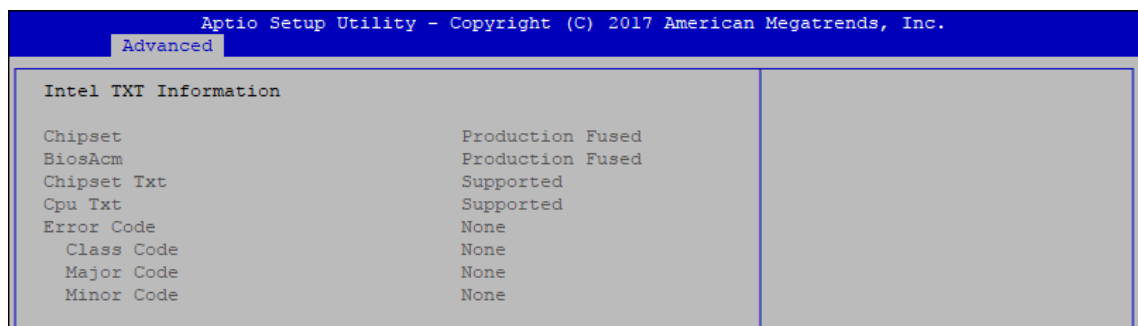 Aptio Setup Utility - Copyright (C) 2017 American Megatrends, Inc.
Advanced
Intel TXT Information
Chipset Production Fused
BiosAcm Production Fused
Chipset Txt Supported
Cpu Txt Supported
Error Code None
Class Code None
Major Code None
Minor Code None